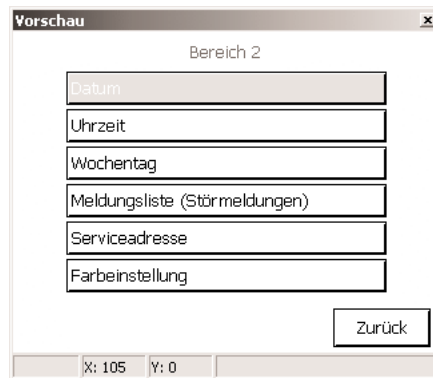 Vorschau
Bereich 2
Datum
Uhrzeit
Wochentag
Meldungsliste (Störmeldungen)
Serviceadresse
Farbeinstellung
Zurück
X: 105 Y: 0